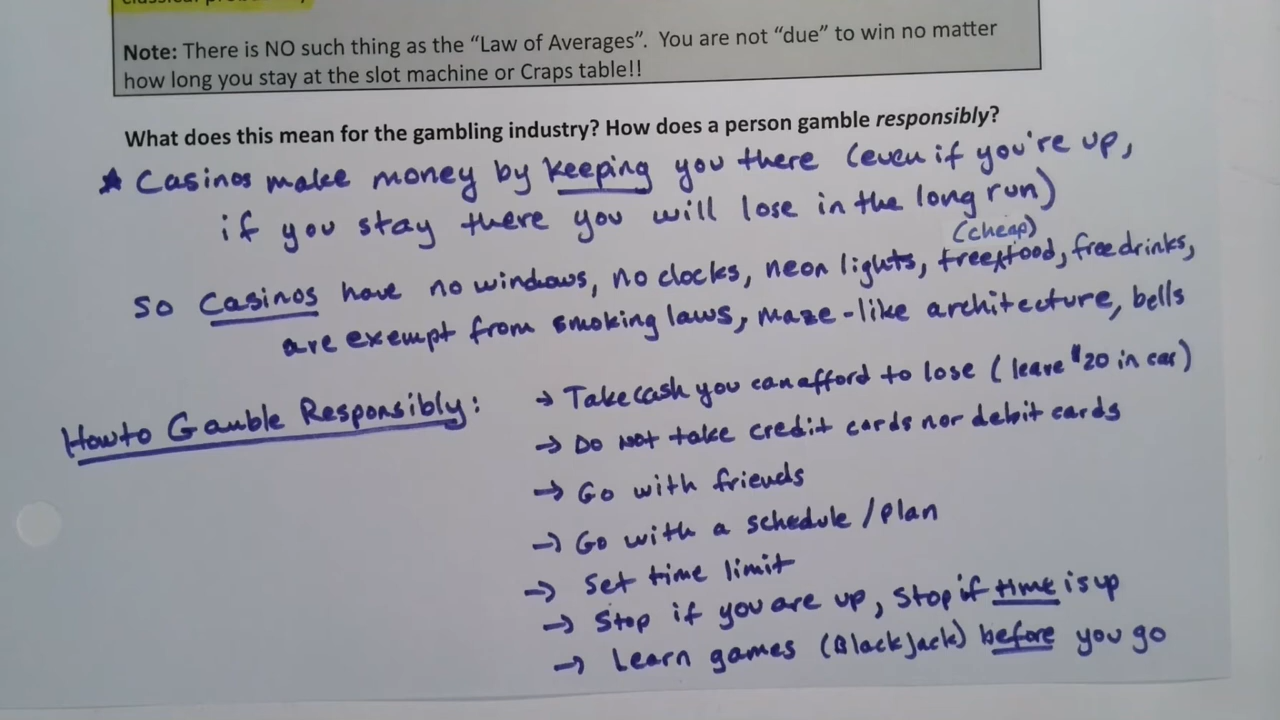 Note: There is NO such thing as the “Law of Averages”. You are not “due” to win no matter
how long you stay at the slot machine or Craps table!!
What does this mean for the gambling industry? How does a person gamble responsibly?
* Casinos make money by keeping you there (even if you're up,
if you stay there you will lose in the long run)
(cheap)
So Casinos have no windows, no clocks, neon lights, free food, free drinks,
are exempt from smoking laws, maze-like architecture, bells
How to Gamble Responsibly:
→ Take cash you can afford to lose (leave $20 in car)
→ Do Not take credit cards nor debit cards
→ Go with friends
→ Go with a schedule/plan
→ Set time limit
→ Stop if you are up, Stop if time is up
→ Learn games (BlackJack) before you go